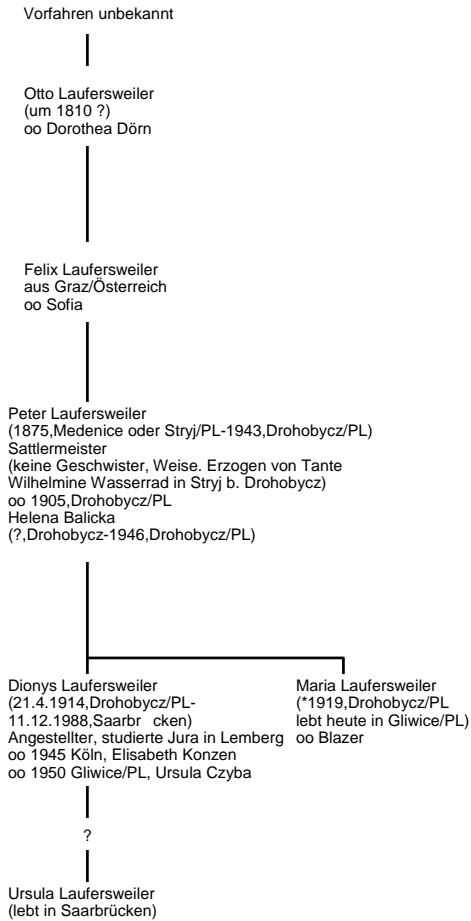 Vorfahren unbekannt
Otto Laufersweiler
(um 1810 ?)
oo Dorothea Dörn
Felix Laufersweiler
aus Graz/Österreich
oo Sofia
Peter Laufersweiler
(1875,Medenice oder Stryj/PL-1943,Drohobycz/PL)
Sattlermeister
(keine Geschwister, Weise. Erzogen von Tante
Wilhelmine Wasserrad in Stryj b. Drohobycz)
oo 1905,Drohobycz/PL
Helena Balicka
(?,Drohobycz-1946,Drohobycz/PL)
Dionys Laufersweiler
(21.4.1914,Drohobycz/PL-
11.12.1988,Saarbr cken)
Angestellter, studierte Jura in Lemberg
oo 1945 Köln, Elisabeth Konzen
oo 1950 Gliwice/PL, Ursula Czyba
Maria Laufersweiler
(*1919,Drohobycz/PL
lebt heute in Gliwice/PL)
oo Blazer
?
Ursula Laufersweiler
(lebt in Saarbrücken)